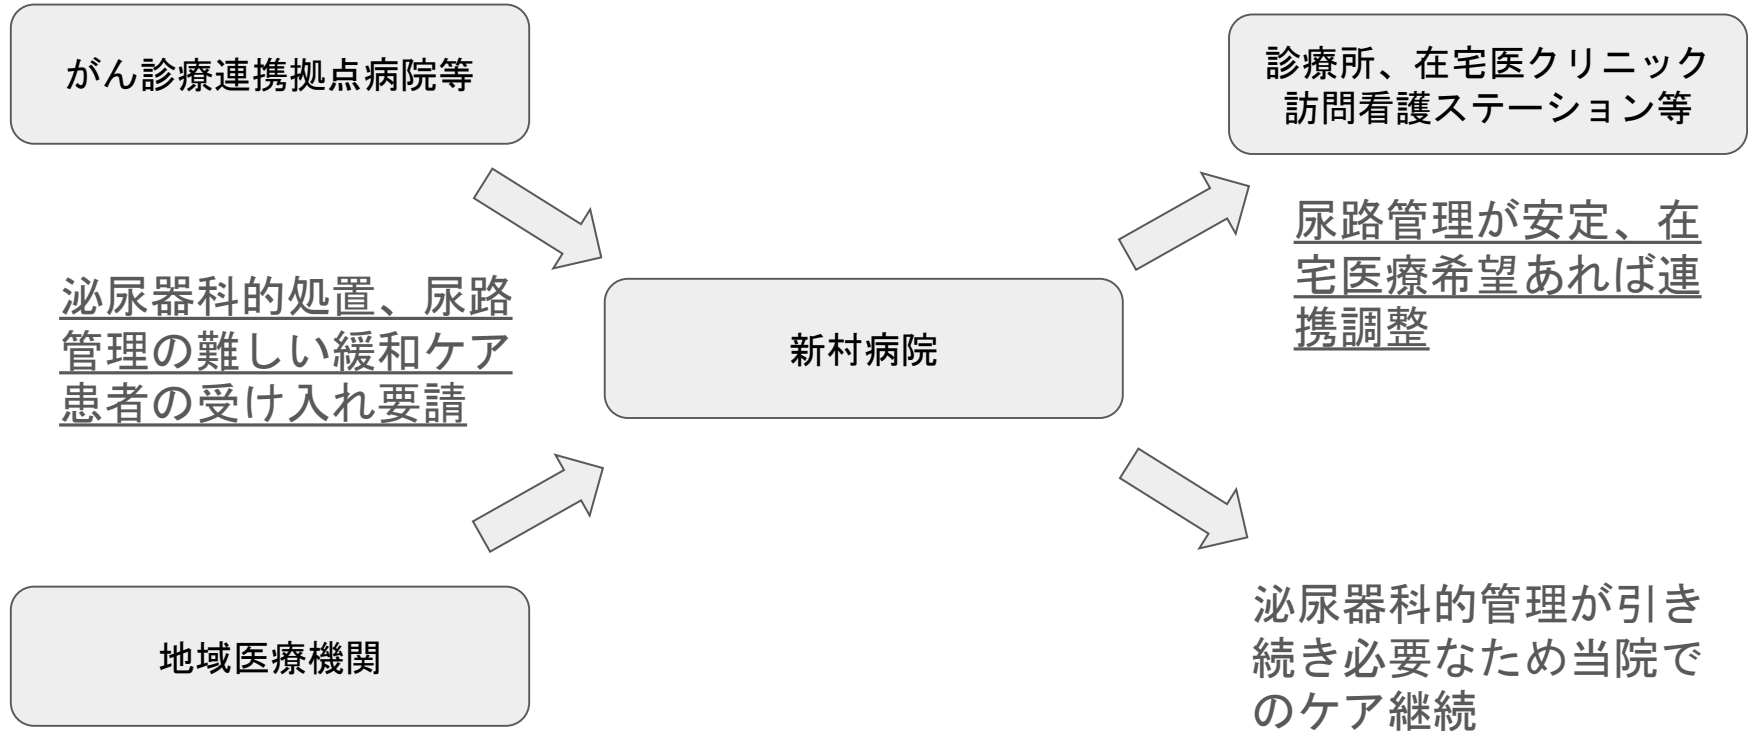 がん診療連携拠点病院等
診療所、在宅医クリニック
訪問看護ステーション等
尿路管理が安定、在
宅医療希望あれば連
携調整
泌尿器科的処置、尿路
管理の難しい緩和ケア
患者の受け入れ要請
新村病院
地域医療機関
泌尿器科的管理が引き
続き必要なため当院で
のケア継続